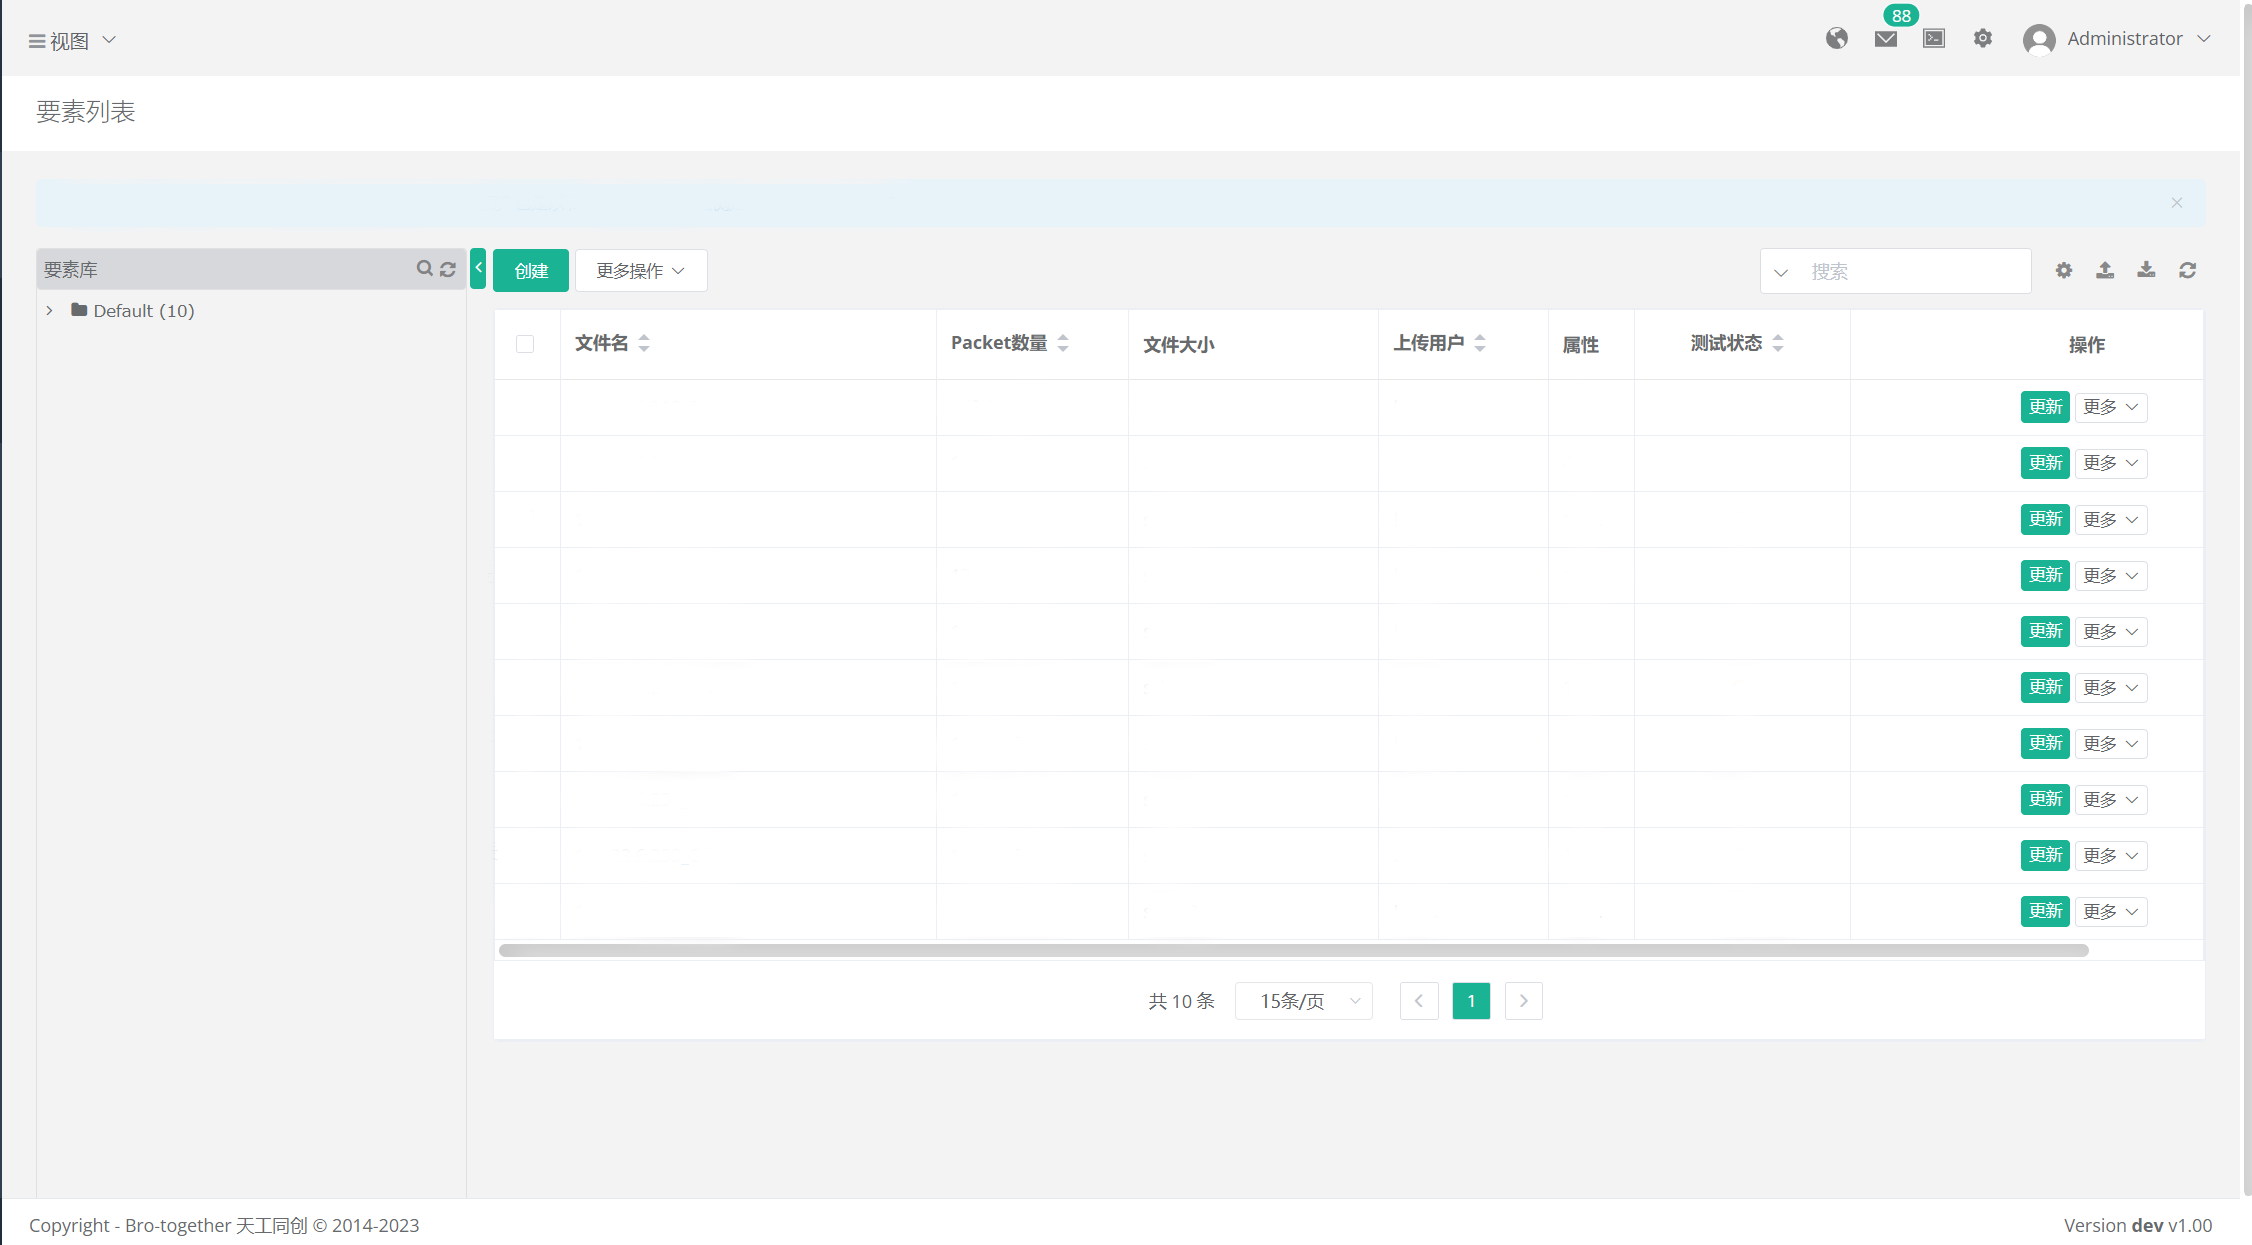 88
视图 Administrator
要素列表
要素库
创建 更多操作 搜索
Default (10)
文件名 Packet数量 文件大小 上传用户 属性 测试状态 操作
更新 更多
更新 更多
更新 更多
更新 更多
更新 更多
更新 更多
更新 更多
更新 更多
更新 更多
更新 更多
共 10 条 15条/页 1
Copyright - Bro-together 天工同创 © 2014-2023 Version dev v1.00